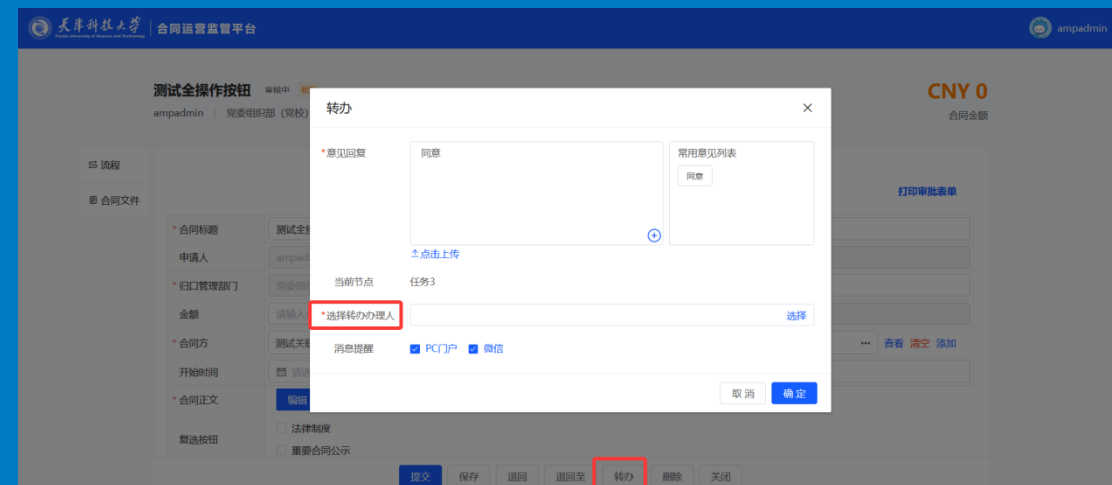 天津科技大学 合同运营监管平台
ampadmin
测试全操作按钮 审核中
CNY 0
ampadmin 党委组织部 (党校)
合同金额
转办
*意见回复
同意
常用意见列表
同意
点击上传
当前节点
任务3
*选择转办办理人
选择
消息提醒
PC门户
微信
取消
确定
流程
合同文件
打印审批表单
*合同标题
测试全
申请人
ampad
*归口管理部门
党委组
金额
请输入
*合同方
测试关
··· 查看 清空 添加
开始时间
*合同正文
编辑
复选按钮
法律制度
重要合同公示
提交 保存 退回 退回至 转办 删除 关闭